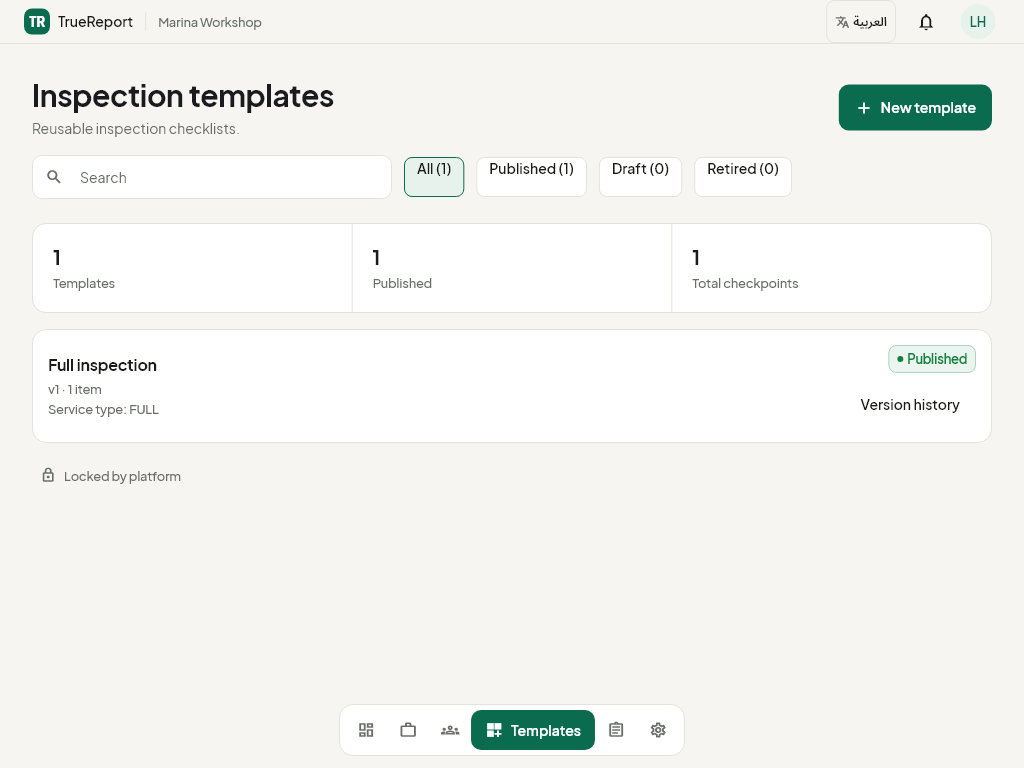 TR TrueReport Marina Workshop العربية LH
Inspection templates
Reusable inspection checklists.
New template
Search All (1) Published (1) Draft (0) Retired (0)
1 1 1
Templates Published Total checkpoints
Full inspection Published
v1 · 1 item
Service type: FULL Version history
Locked by platform
Templates